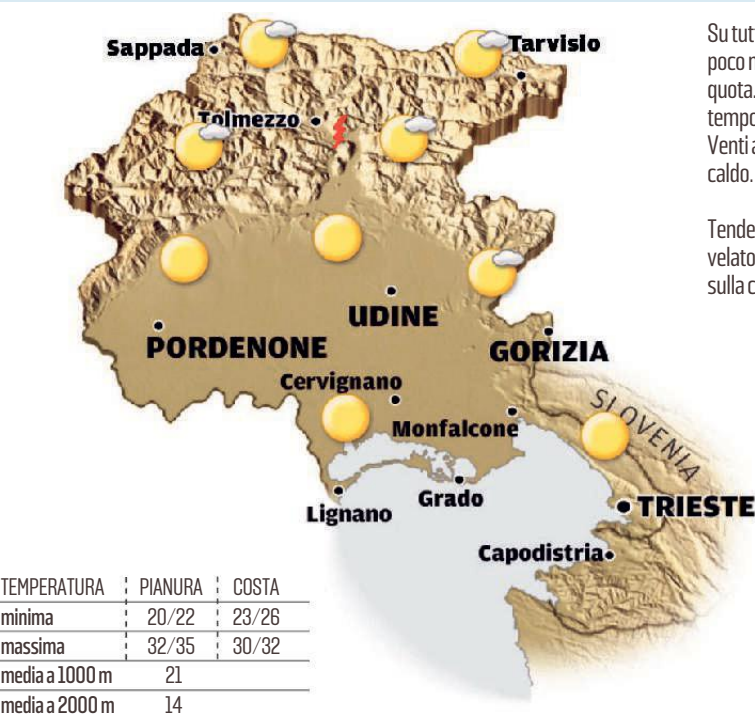 Sappada
Tarvisio
Tolmezzo
UDINE
PORDENONE
GORIZIA
Cervignano
Monfalcone
SLOVENIA
Lignano
Grado
TRIESTE
Capodistria
TEMPERATURA PIANURA COSTA
minima 20/22 23/26
massima 32/35 30/32
media a 1000 m 21
media a 2000 m 14
Su tut
poco n
quota.
tempo
Venti a
caldo.
Tende
velato
sulla c